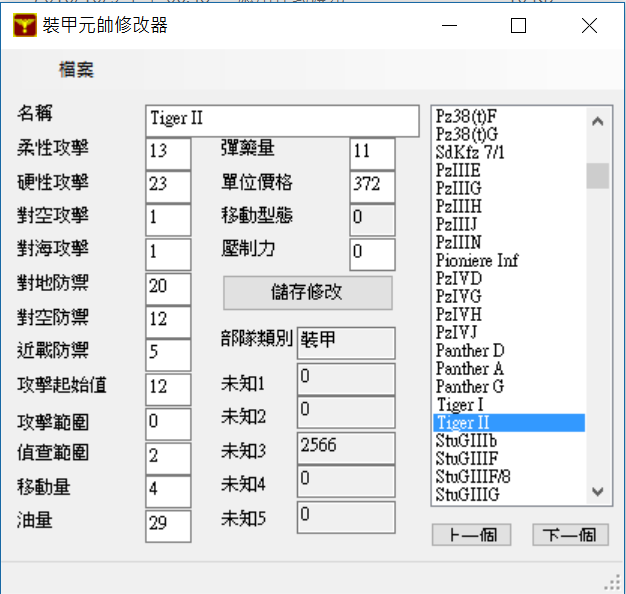 裝甲元帥修改器
檔案
名稱
Tiger II
柔性攻擊
13
彈藥量
11
硬性攻擊
23
單位價格
372
對空攻擊
1
移動型態
0
對海攻擊
1
壓制力
0
對地防禦
20
儲存修改
對空防禦
12
部隊類別
裝甲
近戰防禦
5
未知1
0
攻擊起始值
12
未知2
0
攻擊範圍
0
未知3
2566
偵查範圍
2
未知4
0
移動量
4
未知5
0
油量
29
Pz38(t)F
Pz38(t)G
SdKfz 7/1
PzIIIE
PzIIIG
PzIIIH
PzIIIJ
PzIIIN
Pioniere Inf
PzIVD
PzIVG
PzIVH
PzIVJ
Panther D
Panther A
Panther G
Tiger I
Tiger II
StuGIIIb
StuGIIIF
StuGIIIF/8
StuGIIIG
上一個
下一個